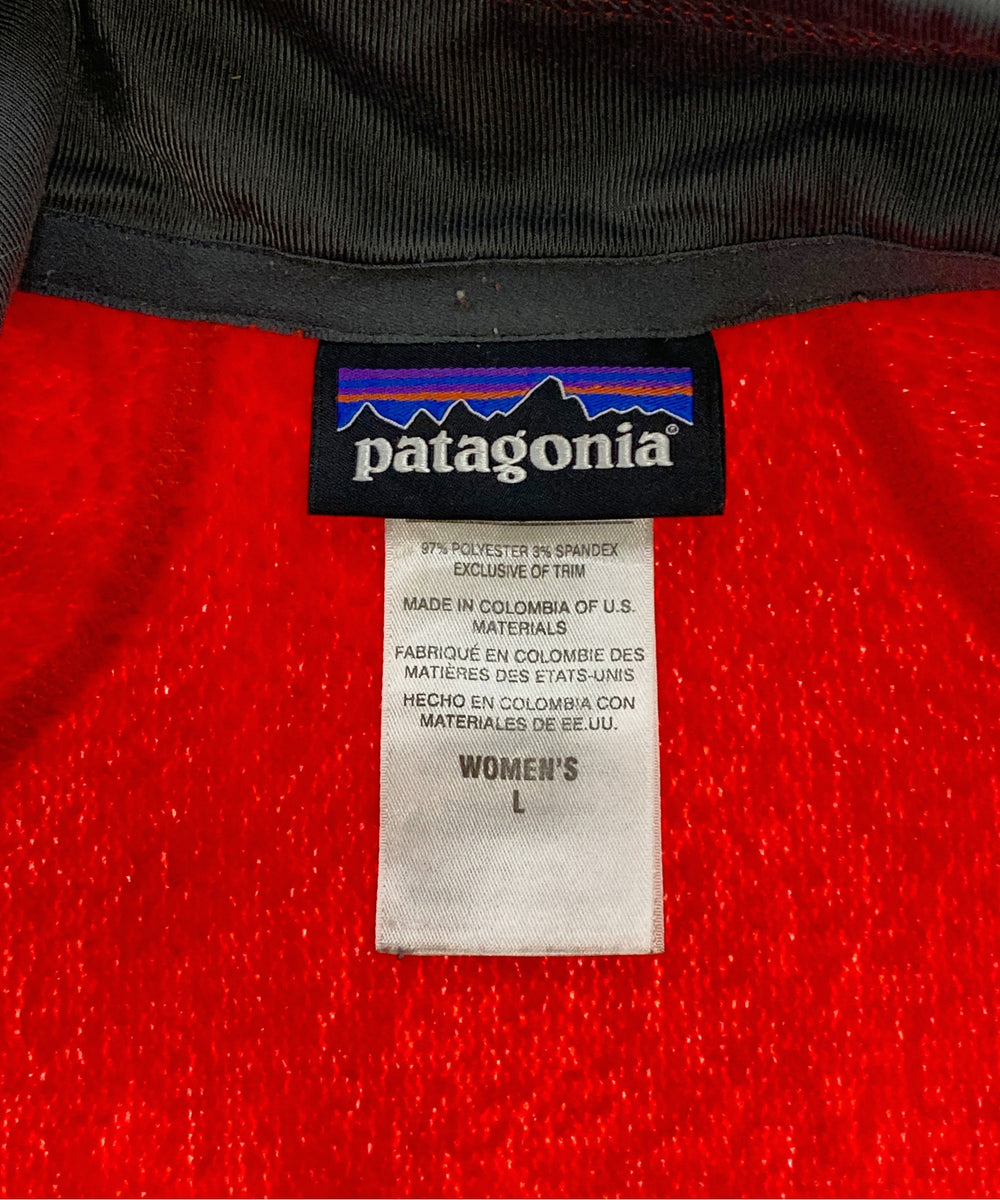 patagonia®
97% POLYESTER 3% SPANDEX
EXCLUSIVE OF TRIM
MADE IN COLOMBIA OF U.S.
MATERIALS
FABRIQUÉ EN COLOMBIE DES
MATIÈRES DES ETATS-UNIS
HECHO EN COLOMBIA CON
MATERIALES DE EE.UU.
WOMEN'S
L